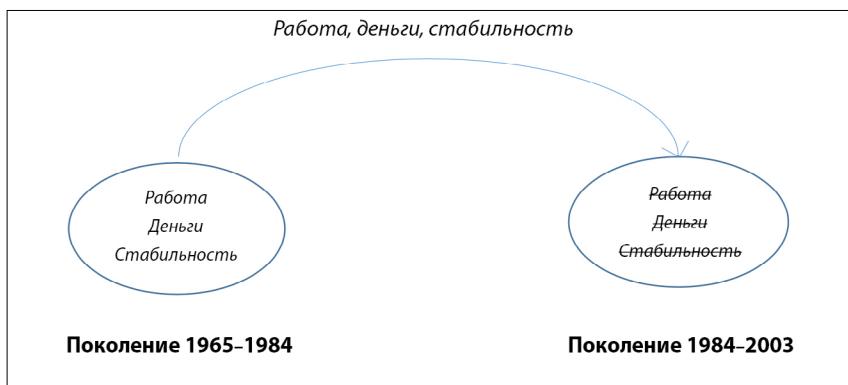 Работа, деньги, стабильность
Работа
Деньги
Стабильность
Работа
Деньги
Стабильность
Поколение 1965–1984
Поколение 1984–2003